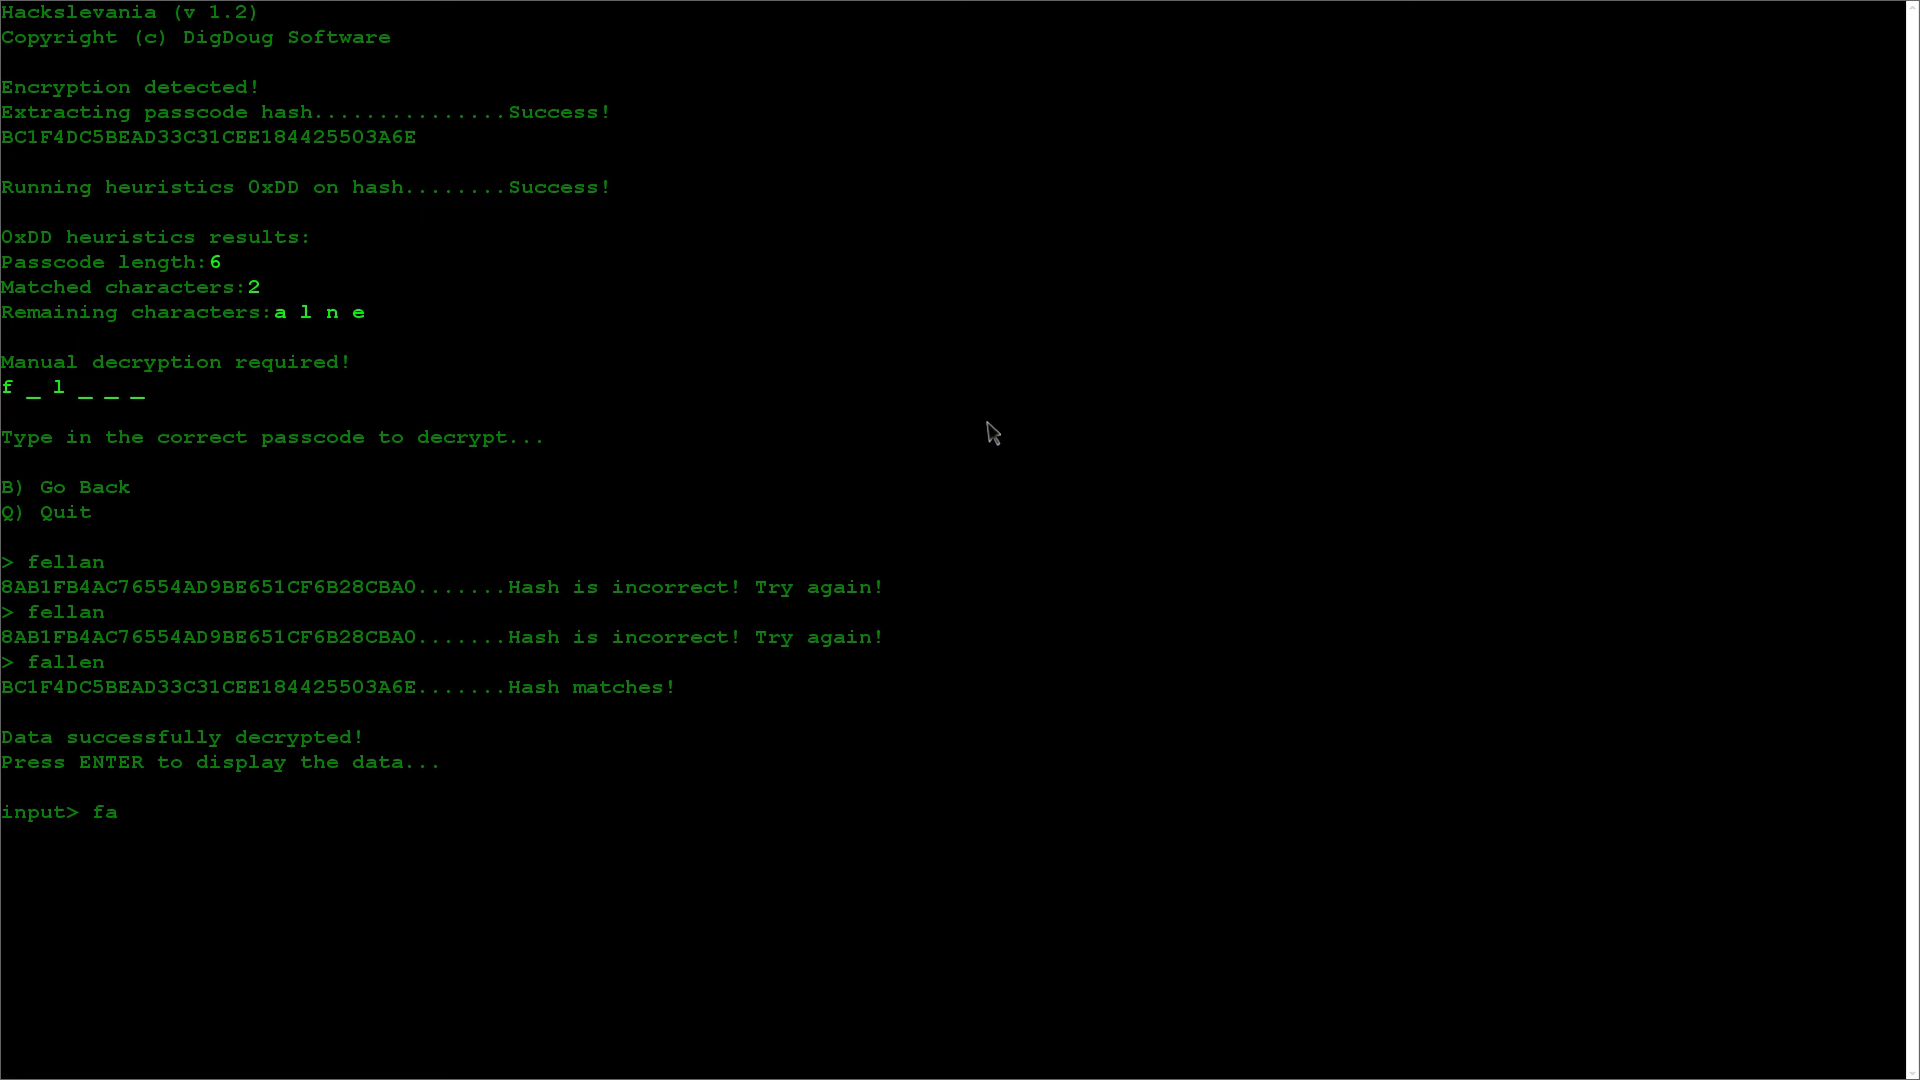 Hackslevania (v 1.2)
Copyright (c) DigDoug Software
Encryption detected!
Extracting passcode hash...............Success!
BC1F4DC5BEAD33C31CEE184425503A6E
Running heuristics 0xDD on hash........Success!
0xDD heuristics results:
Passcode length:6
Matched characters:2
Remaining characters:a l n e
Manual decryption required!
f _ l _ _ _
Type in the correct passcode to decrypt...
B) Go Back
Q) Quit
> fellan
8AB1FB4AC76554AD9BE651CF6B28CBA0.......Hash is incorrect! Try again!
> fellan
8AB1FB4AC76554AD9BE651CF6B28CBA0.......Hash is incorrect! Try again!
> fallen
BC1F4DC5BEAD33C31CEE184425503A6E.......Hash matches!
Data successfully decrypted!
Press ENTER to display the data...
input> fa